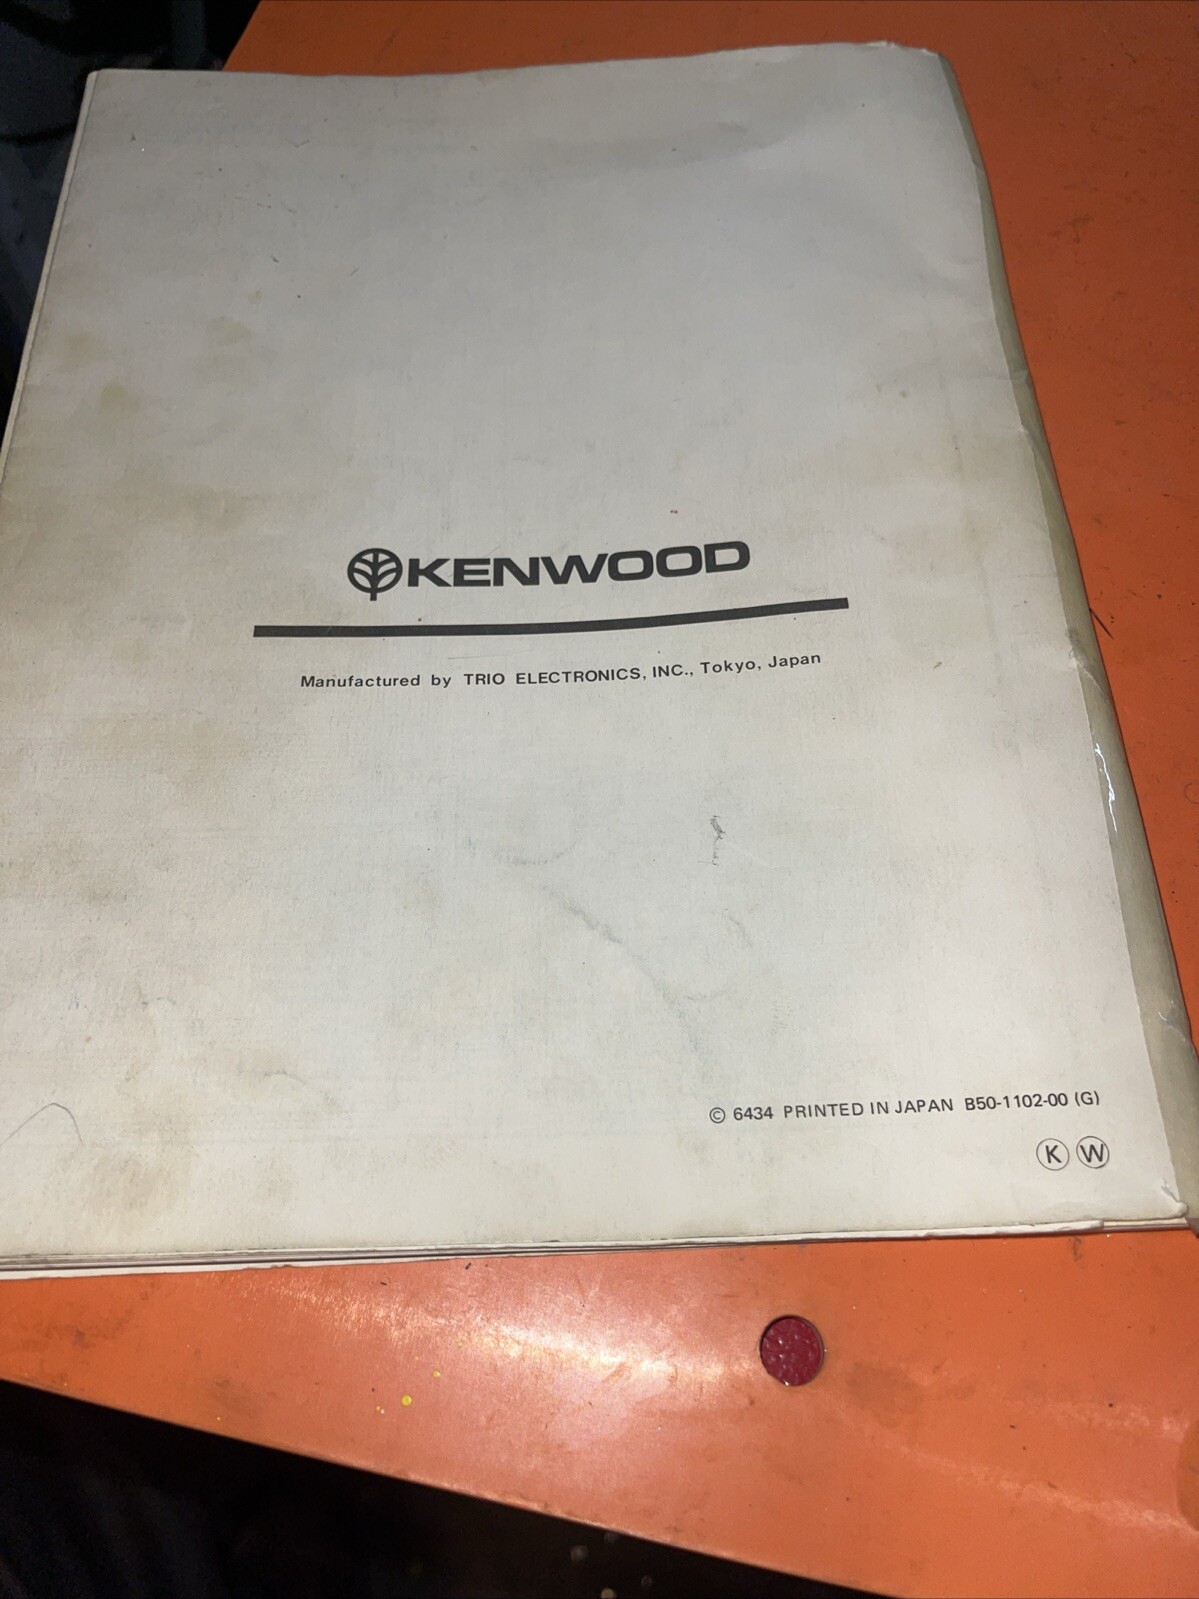 KENWOOD
Manufactured by TRIO ELECTRONICS, INC., Tokyo, Japan
© 6434 PRINTED IN JAPAN B50-1102-00 (G)
K W